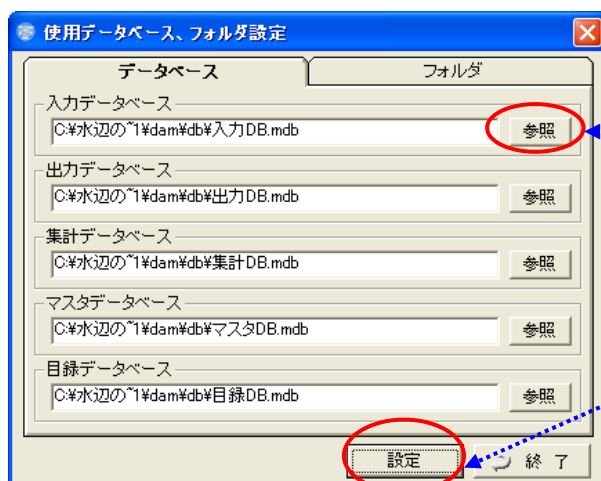 使用データベース、フォルダ設定
データベース フォルダ
入力データベース
C:¥水辺の~1¥dam¥db¥入力DB.mdb 参照
出力データベース
C:¥水辺の~1¥dam¥db¥出力DB.mdb 参照
集計データベース
C:¥水辺の~1¥dam¥db¥集計DB.mdb 参照
マスタデータベース
C:¥水辺の~1¥dam¥db¥マスタDB.mdb 参照
目録データベース
C:¥水辺の~1¥dam¥db¥目録DB.mdb 参照
設定 終 了